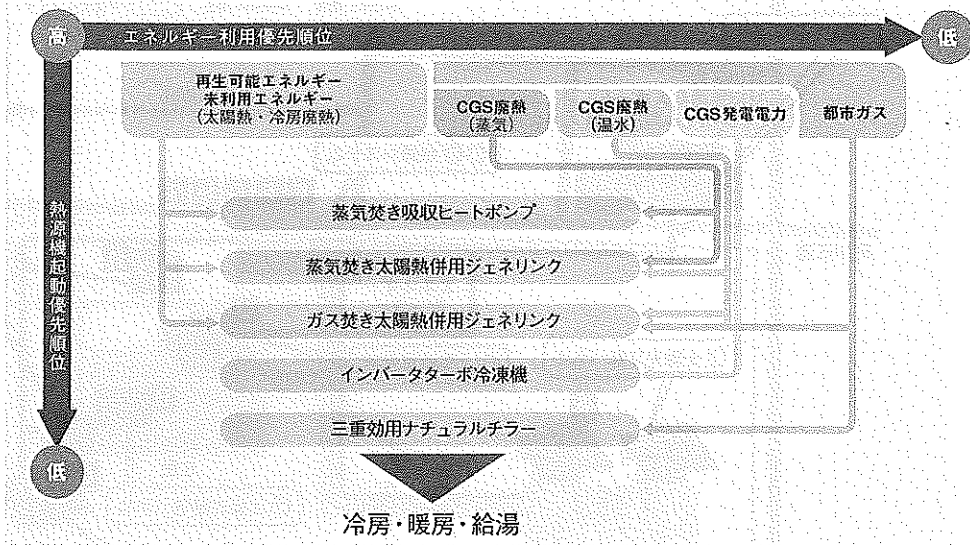 高
エネルギー利用優先順位
低
再生可能エネルギー
未利用エネルギー
(太陽熱・冷房廃熱)
CGS廃熱
(蒸気)
CGS廃熱
(温水)
CGS発電電力
都市ガス
熱源機起動優先順位
蒸気焚き吸収ヒートポンプ
蒸気焚き太陽熱併用ジェネリンク
ガス焚き太陽熱併用ジェネリンク
インバータターボ冷凍機
三重効用ナチュラルチラー
低
冷房・暖房・給湯